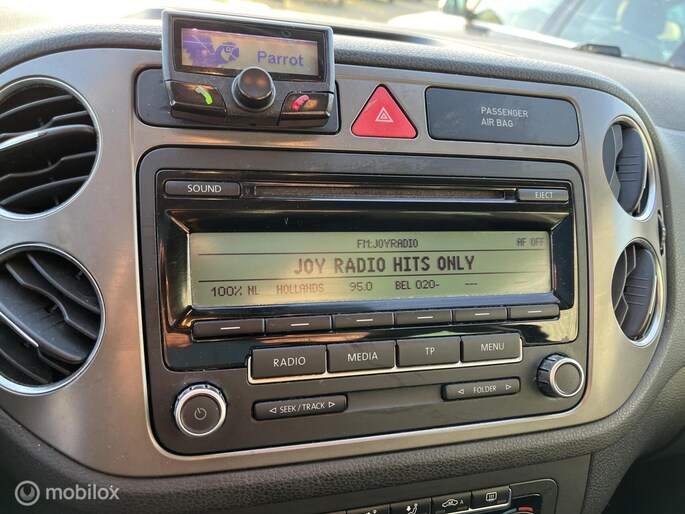 Parrot
PASSENGER
AIR BAG
SOUND
EJECT
FM:JOYRADIO AF OFF
JOY RADIO HITS ONLY
100% NL HOLLANDS 95.0 BEL 020- ---
RADIO MEDIA TP MENU
◁ SEEK/TRACK ▷
◁ FOLDER ▷
mobilox